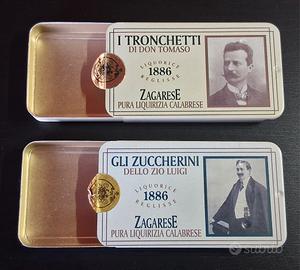 I TRONCHETTI
DI DON TOMASO
LIQUORICE
1886
REGLISSE
ZAGARESE
PURA LIQUIRIZIA CALABRESE
GLI ZUCCHERINI
DELLO ZIO LUIGI
LIQUORICE
1886
REGLISSE
ZAGARESE
PURA LIQUIRIZIA CALABRESE
subito